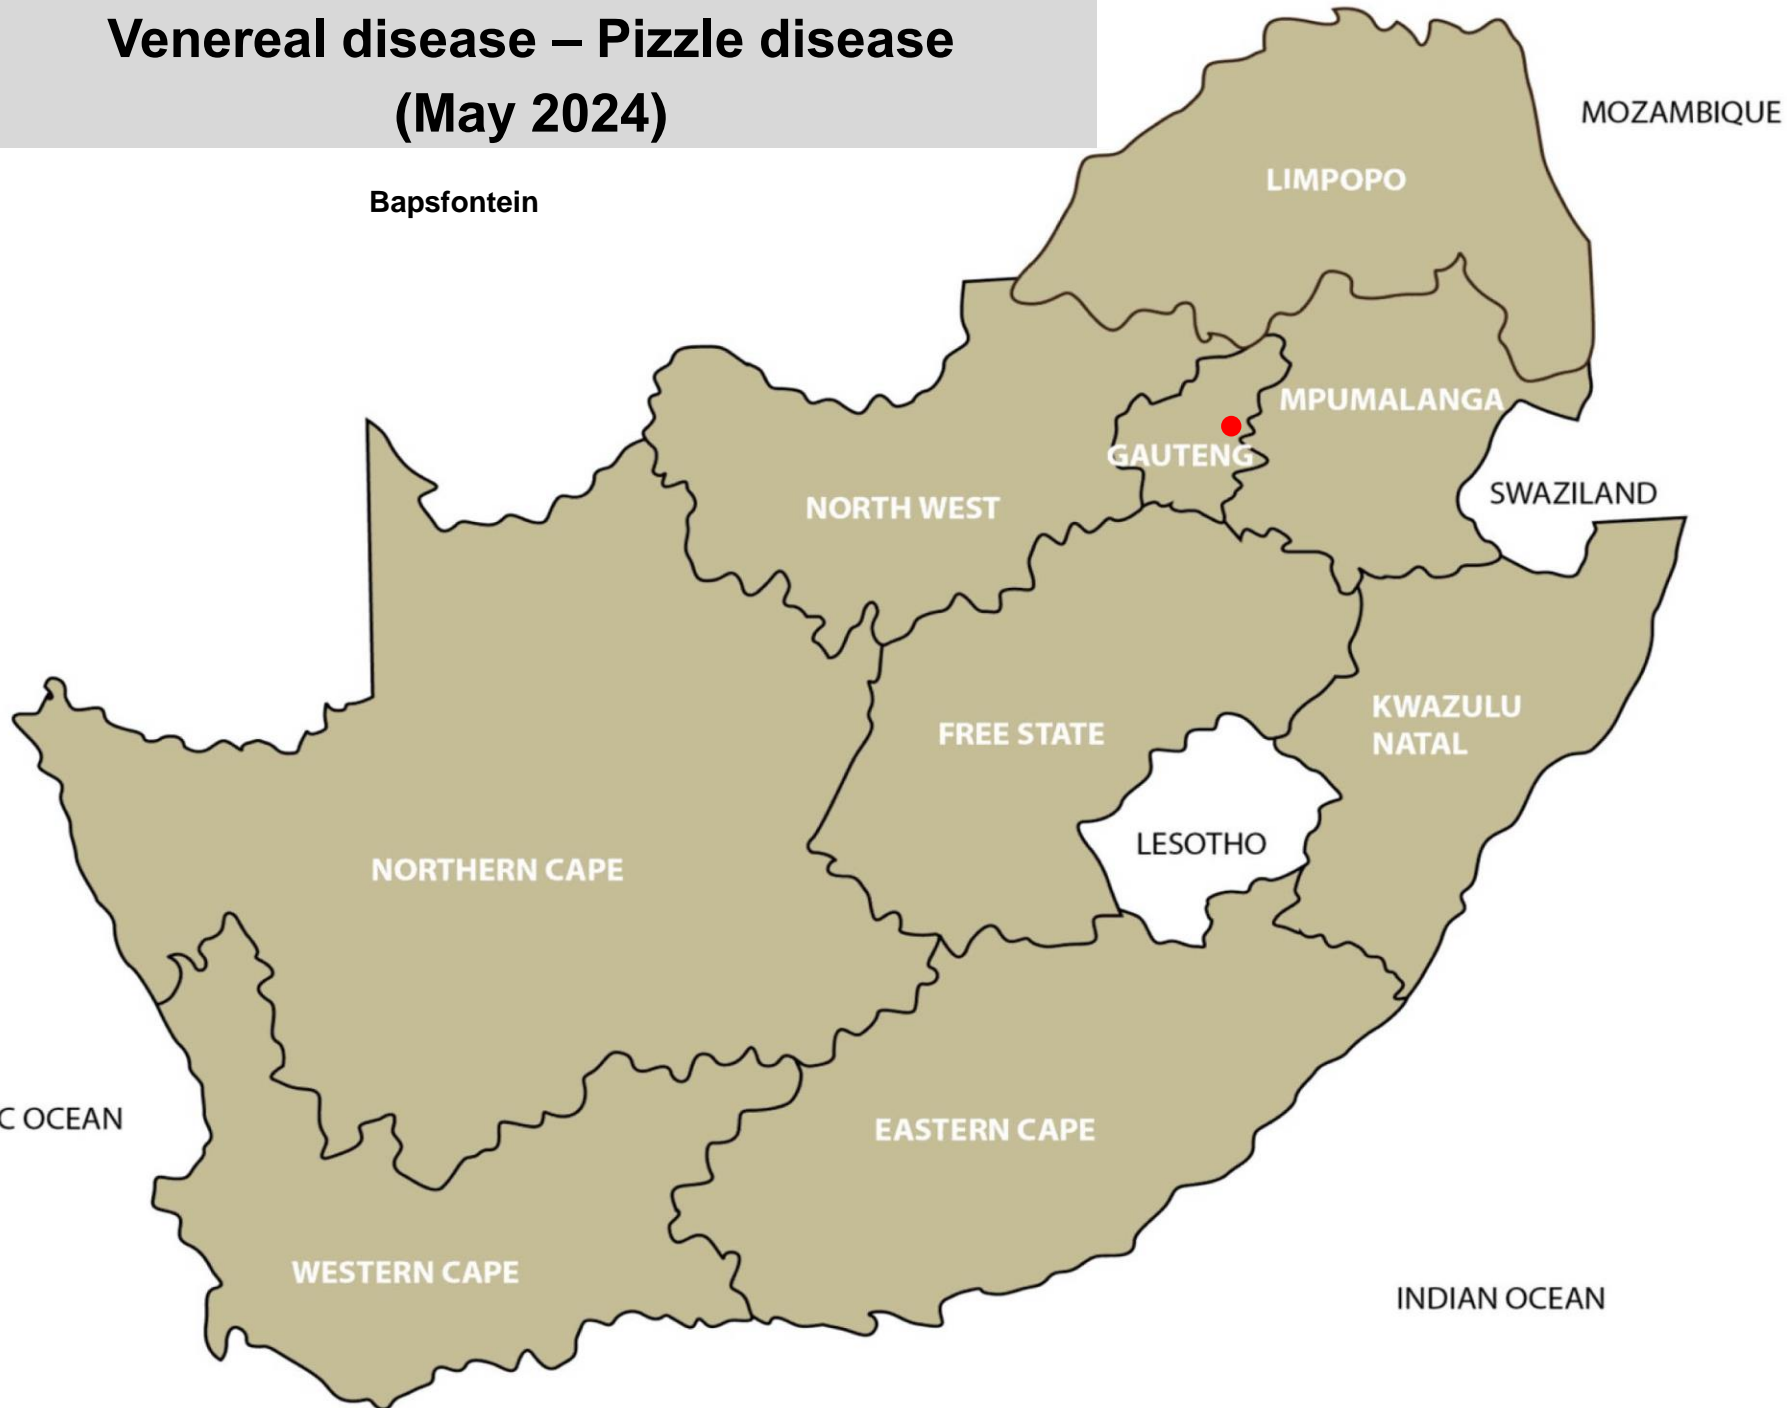 Venereal disease – Pizzle disease
(May 2024)
Bapsfontein
MOZAMBIQUE
LIMPOPO
MPUMALANGA
GAUTENG
SWAZILAND
NORTH WEST
KWAZULU
NATAL
FREE STATE
LESOTHO
NORTHERN CAPE
C OCEAN
EASTERN CAPE
WESTERN CAPE
INDIAN OCEAN